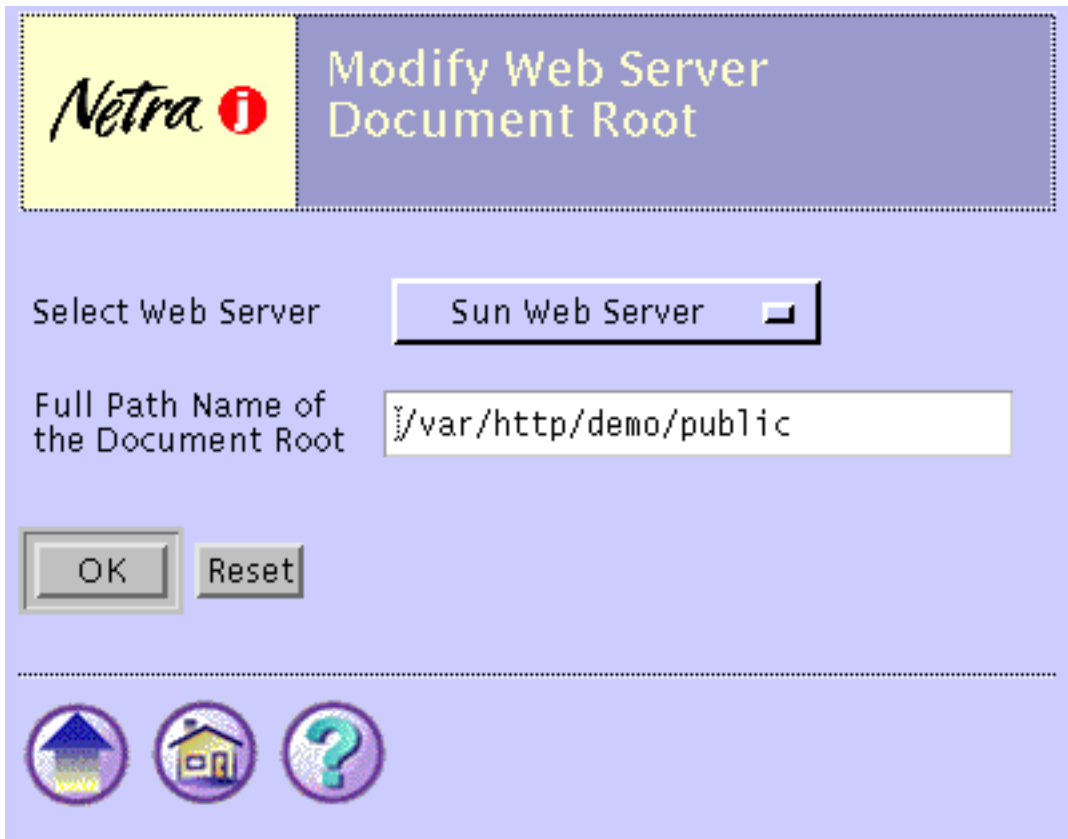 Netra j
Modify Web Server
Document Root
Select Web Server
Sun Web Server
Full Path Name of
the Document Root
/var/http/demo/public
OK
Reset
?